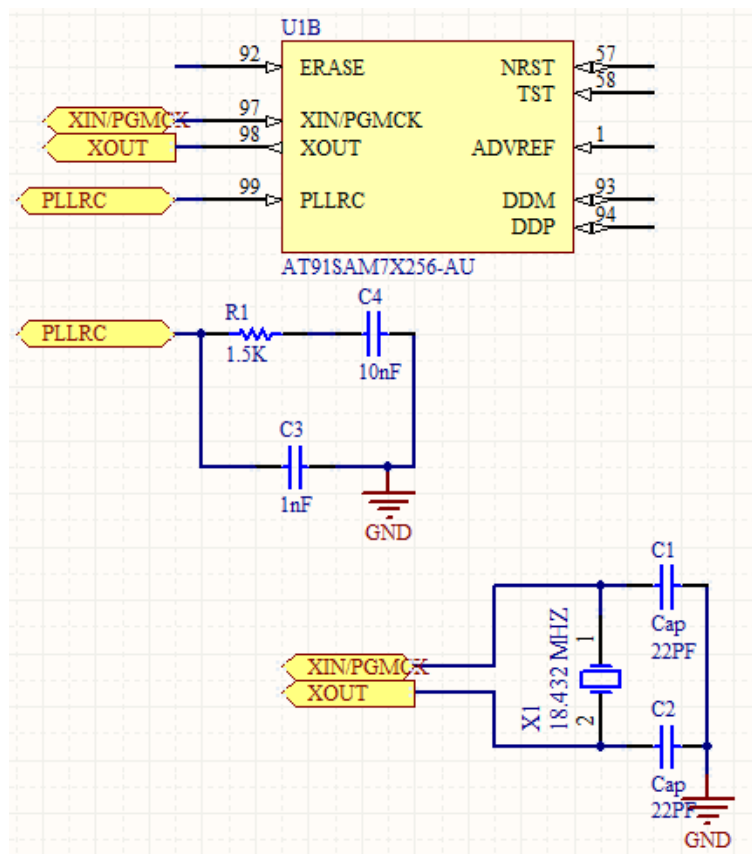 U1B
92
ERASE
NRST
57
TST
58
XIN/PGMCK
97
XIN/PGMCK
XOUT
98
XOUT
ADVREF
1
PLLRC
99
PLLRC
DDM
93
DDP
94
AT91SAM7X256-AU
PLLRC
R1
1.5K
C4
10nF
C3
1nF
GND
C1
Cap
22PF
XIN/PGMCK
XOUT
X1
18.432 MHZ
1
2
C2
Cap
22PF
GND